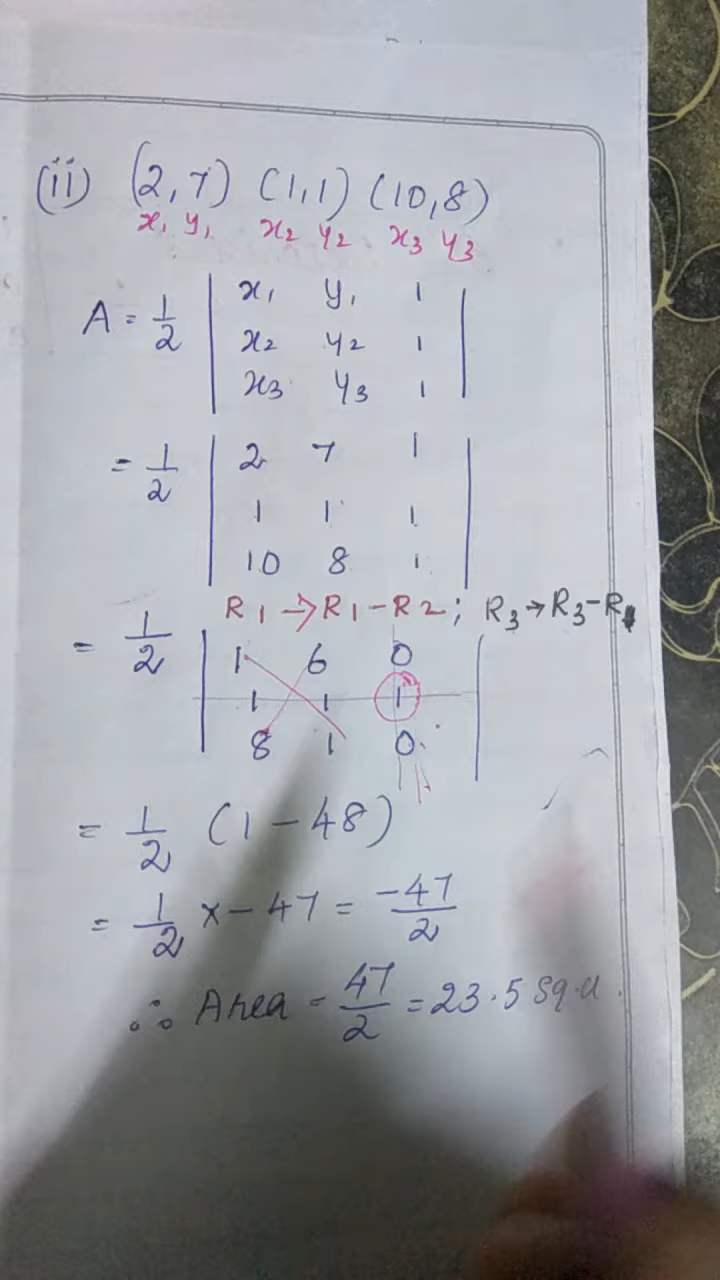 (ii) (2,7) (1,1) (10,8)
x₁ y₁ x₂ y₂ x₃ y₃
A = 1/2 | x₁ y₁ 1 |
| x₂ y₂ 1 |
| x₃ y₃ 1 |
= 1/2 | 2 7 1 |
| 1 1 1 |
| 10 8 1 |
R₁ → R₁ - R₂ ; R₃ → R₃ -
= 1/2 | 1 6 0 |
| 1 1 1 |
| 8 1 0 |
= 1/2 (1 - 48)
= 1/2 × - 47 = -47/2
∴ Area = 47/2 = 23.5 sq.u.